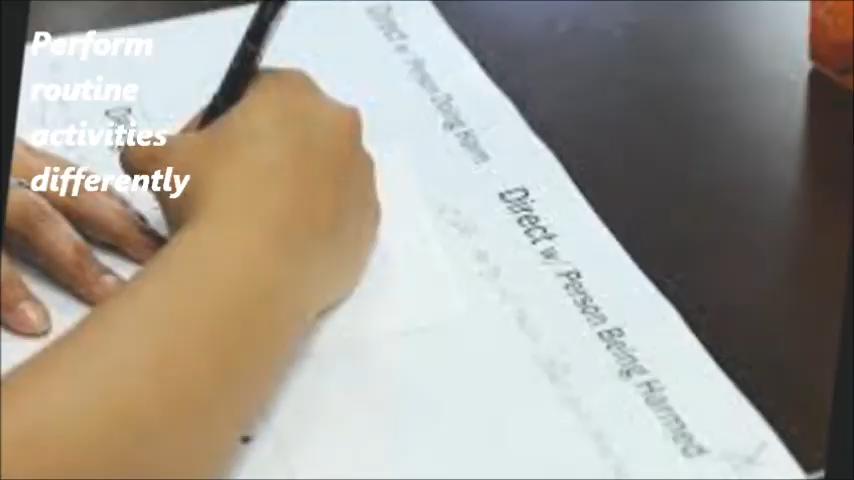 Perform
routine
activities
differently
Direct w/ Person Doing Harm
Direct w/ Person Being Harmed